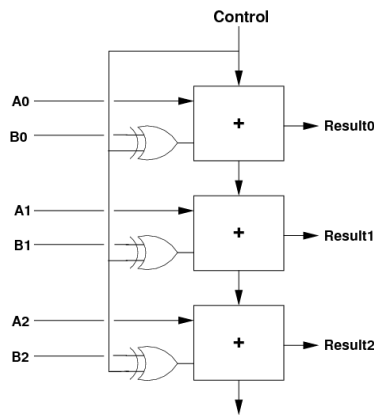 Control
A0
B0
+
Result0
A1
B1
+
Result1
A2
B2
+
Result2